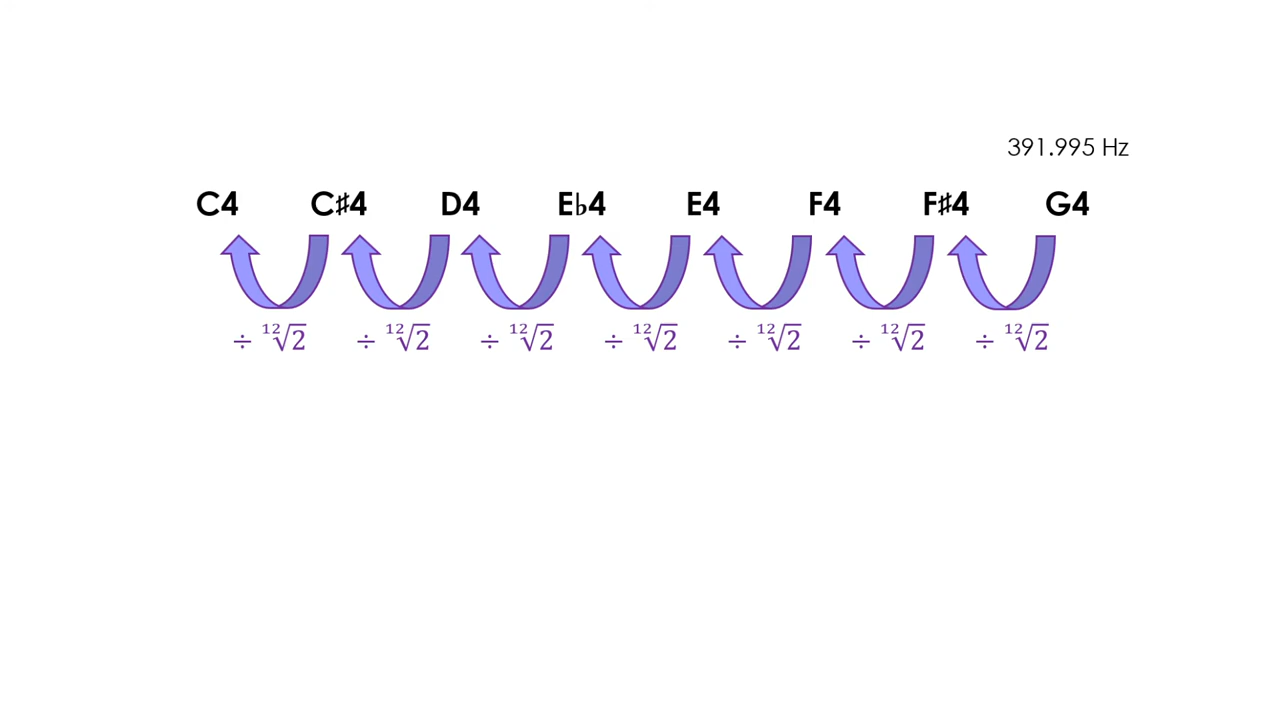 391.995 Hz
C4 C♯4 D4 E♭4 E4 F4 F♯4 G4
÷ ¹²√2 ÷ ¹²√2 ÷ ¹²√2 ÷ ¹²√2 ÷ ¹²√2 ÷ ¹²√2 ÷ ¹²√2